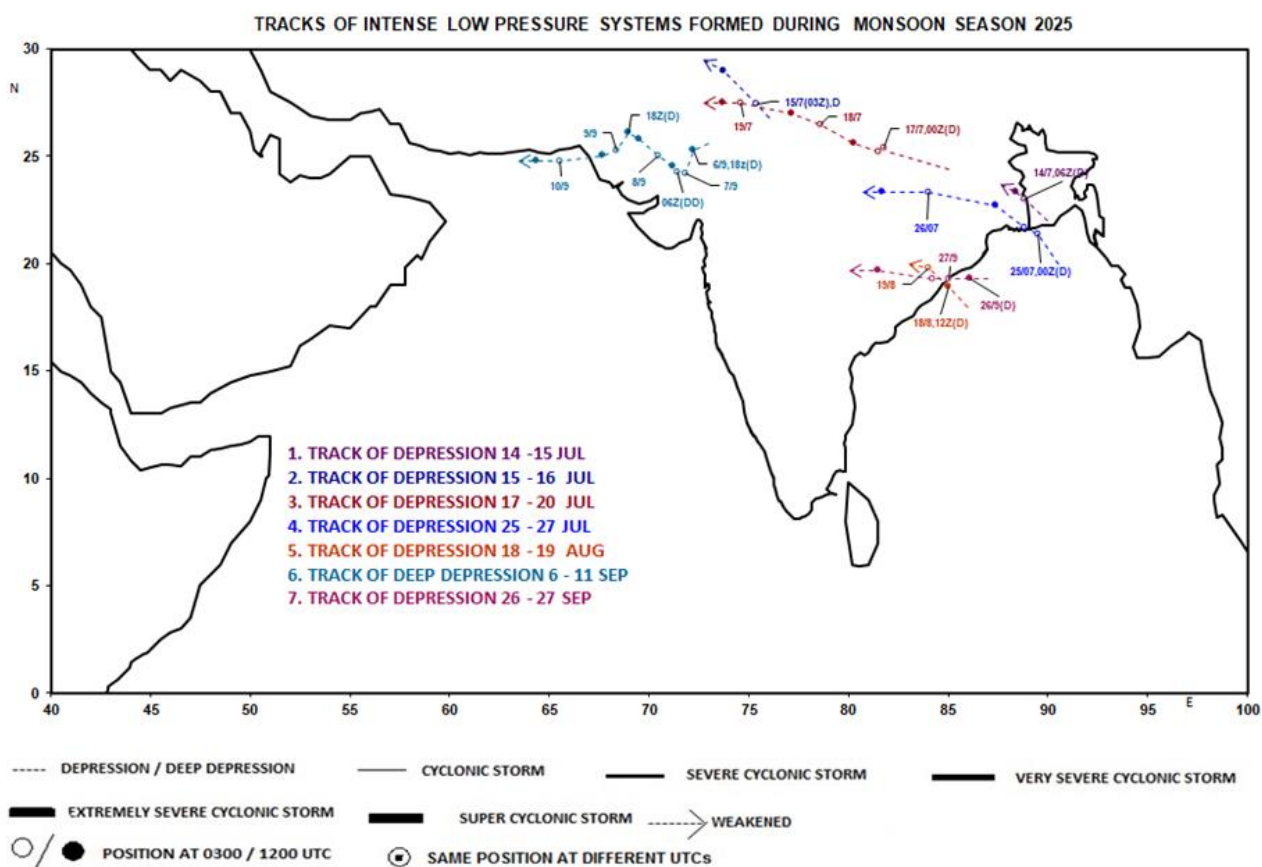 TRACKS OF INTENSE LOW PRESSURE SYSTEMS FORMED DURING MONSOON SEASON 2025
30
N
25
20
15
10
5
0
40
45
50
55
60
65
70
75
80
85
90
95
E
100
15/7(03Z),D
18Z(D)
9/9
19/7
18/7
17/7,00Z(D)
6/9,18z(D)
8/9
7/9
10/9
06Z(DD)
14/7,06Z(D)
26/07
25/07,00Z(D)
27/9
19/8
26/9(D)
18/8,12Z(D)
1. TRACK OF DEPRESSION 14 -15 JUL
2. TRACK OF DEPRESSION 15 - 16 JUL
3. TRACK OF DEPRESSION 17 - 20 JUL
4. TRACK OF DEPRESSION 25 - 27 JUL
5. TRACK OF DEPRESSION 18 - 19 AUG
6. TRACK OF DEEP DEPRESSION 6 - 11 SEP
7. TRACK OF DEPRESSION 26 - 27 SEP
DEPRESSION / DEEP DEPRESSION
CYCLONIC STORM
SEVERE CYCLONIC STORM
VERY SEVERE CYCLONIC STORM
EXTREMELY SEVERE CYCLONIC STORM
SUPER CYCLONIC STORM
WEAKENED
POSITION AT 0300 / 1200 UTC
SAME POSITION AT DIFFERENT UTCs